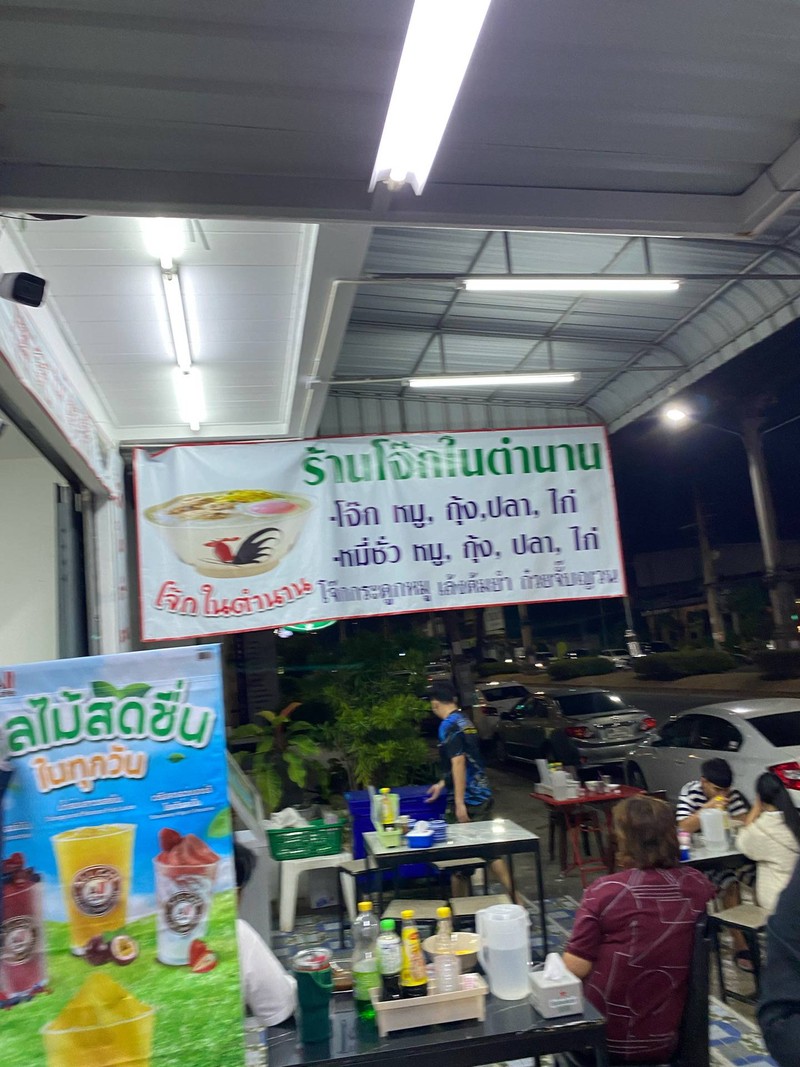 ร้านโจ๊กในตำนาน
·โจ๊ก หมู, กุ้ง,ปลา, ไก่
·หมี่ซั่ว หมู, กุ้ง, ปลา, ไก่
โจ๊กกระดูกหมู เล้งต้มยำ ก๋วยจั๊บญวน
โจ๊กในตำนาน
ลไม้สดชื่น
ในทุกวัน